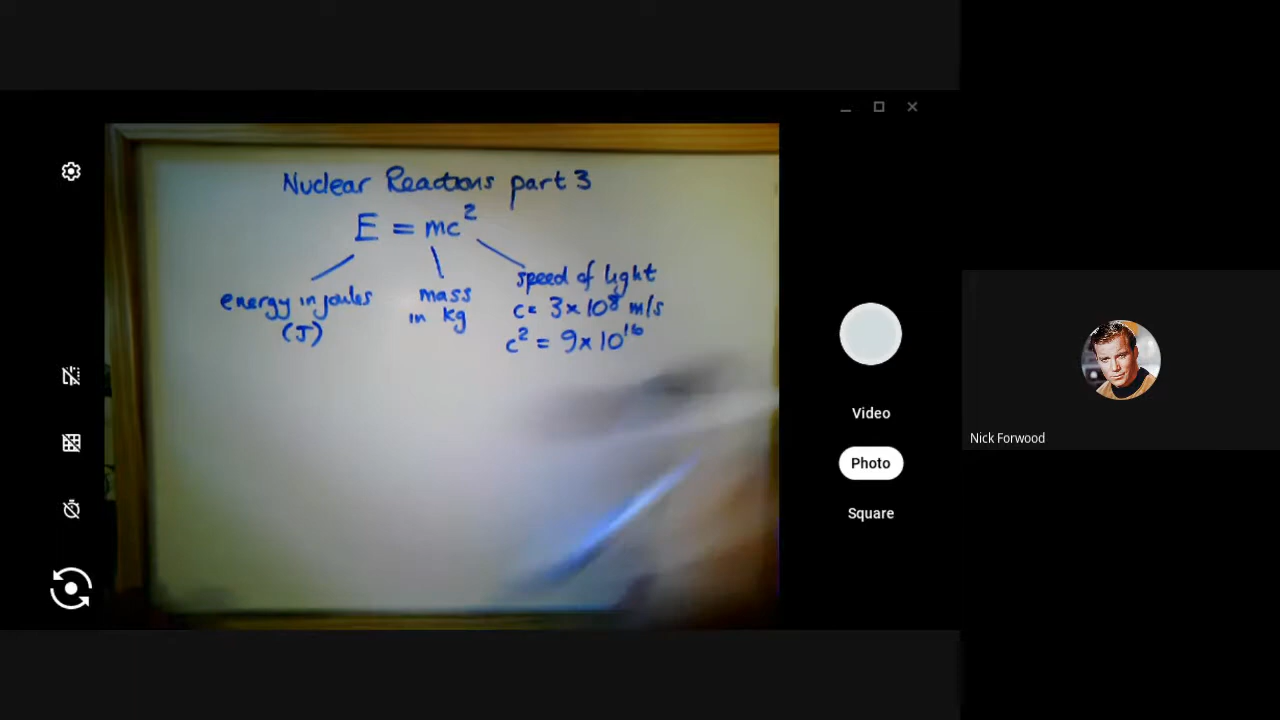 Nuclear Reactions part 3
E = mc²
energy in joules
(J)
mass
in kg
speed of light
c = 3 x 10⁸ m/s
c² = 9 x 10¹⁶
Video
Photo
Square
Nick Forwood